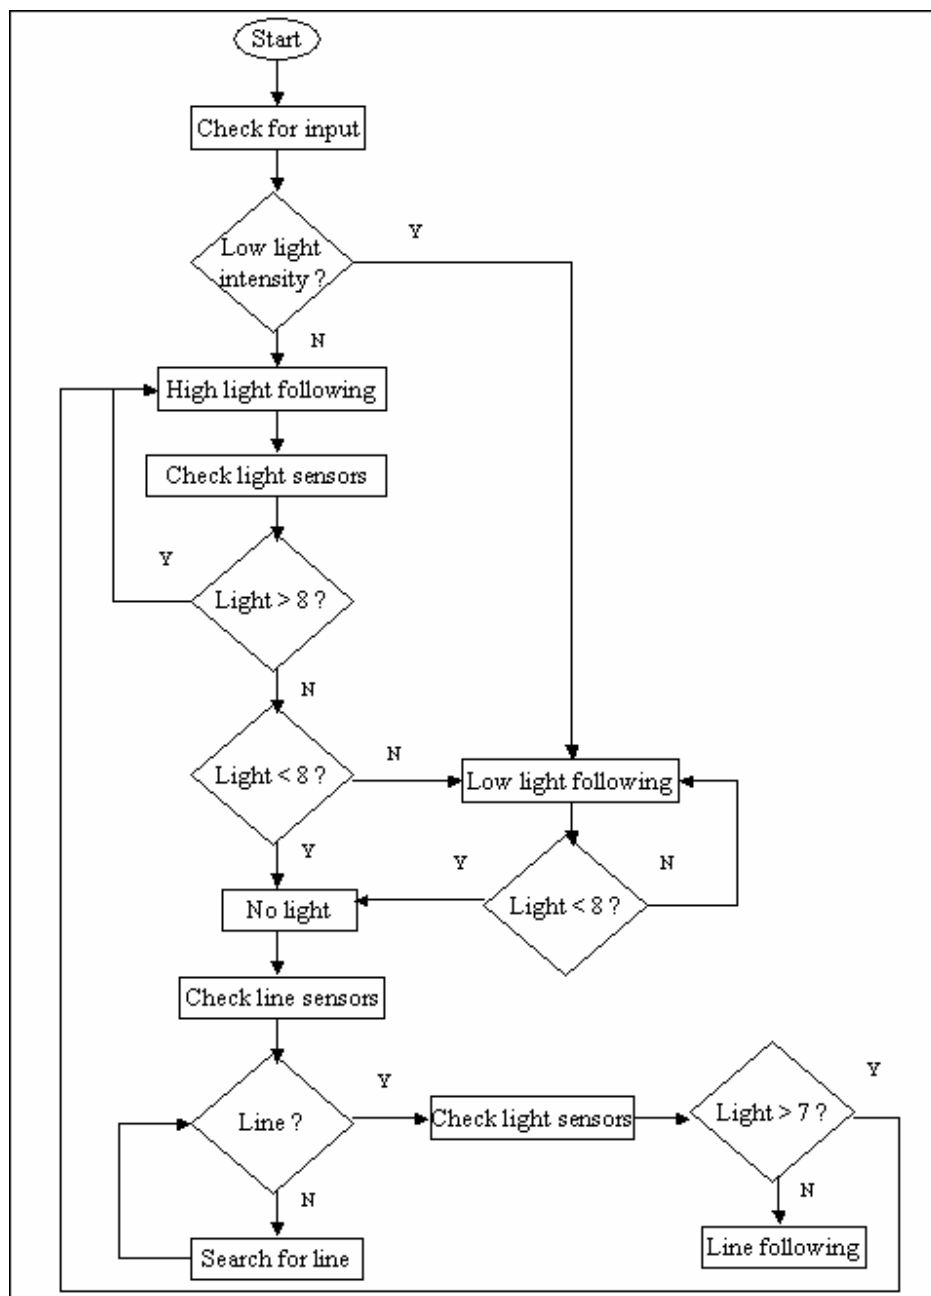 Start
Check for input
Low light
intensity ?
Y
N
High light following
Check light sensors
Y
Light > 8 ?
N
Light < 8 ?
N
Low light following
Y
Y
N
No light
Light < 8 ?
Check line sensors
Line ?
Y
Check light sensors
Light > 7 ?
Y
N
N
Search for line
Line following